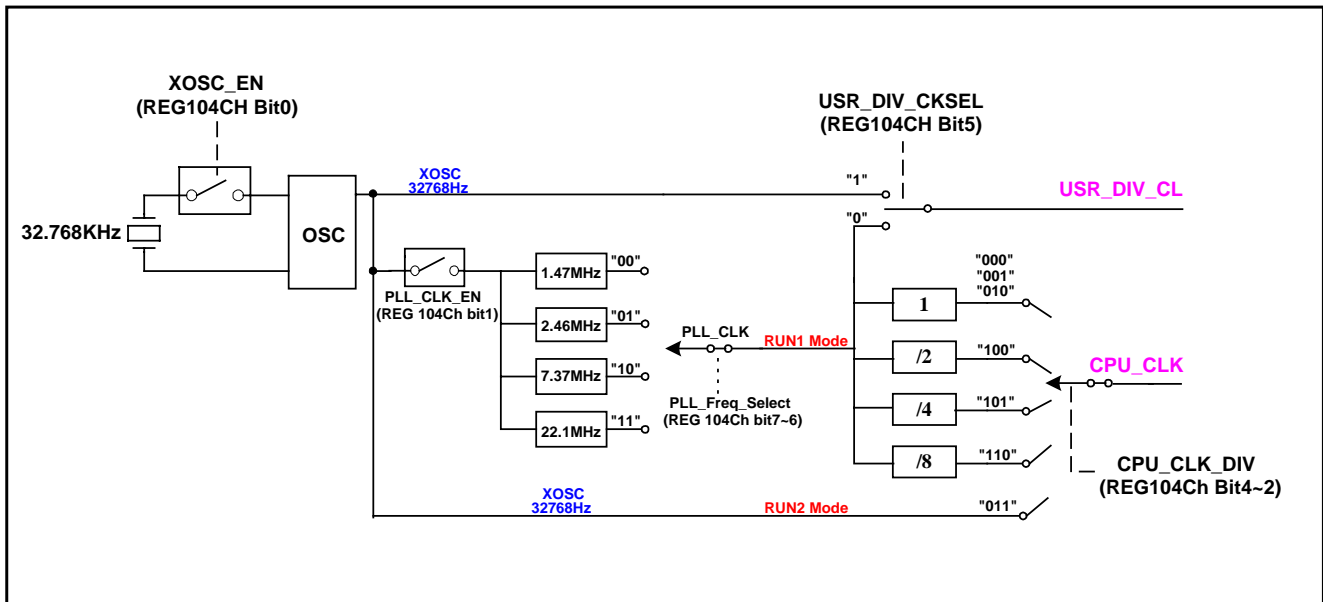 XOSC_EN
(REG104CH Bit0)
USR_DIV_CKSEL
(REG104CH Bit5)
XOSC
32768Hz
"1"
USR_DIV_CL
"0"
32.768KHz
OSC
PLL_CLK_EN
(REG 104Ch bit1)
1.47MHz
"00"
2.46MHz
"01"
7.37MHz
"10"
22.1MHz
"11"
PLL_CLK
RUN1 Mode
PLL_Freq_Select
(REG 104Ch bit7~6)
"000"
"001"
"010"
1
/2
"100"
/4
"101"
/8
"110"
CPU_CLK
CPU_CLK_DIV
(REG104Ch Bit4~2)
XOSC
32768Hz
RUN2 Mode
"011"